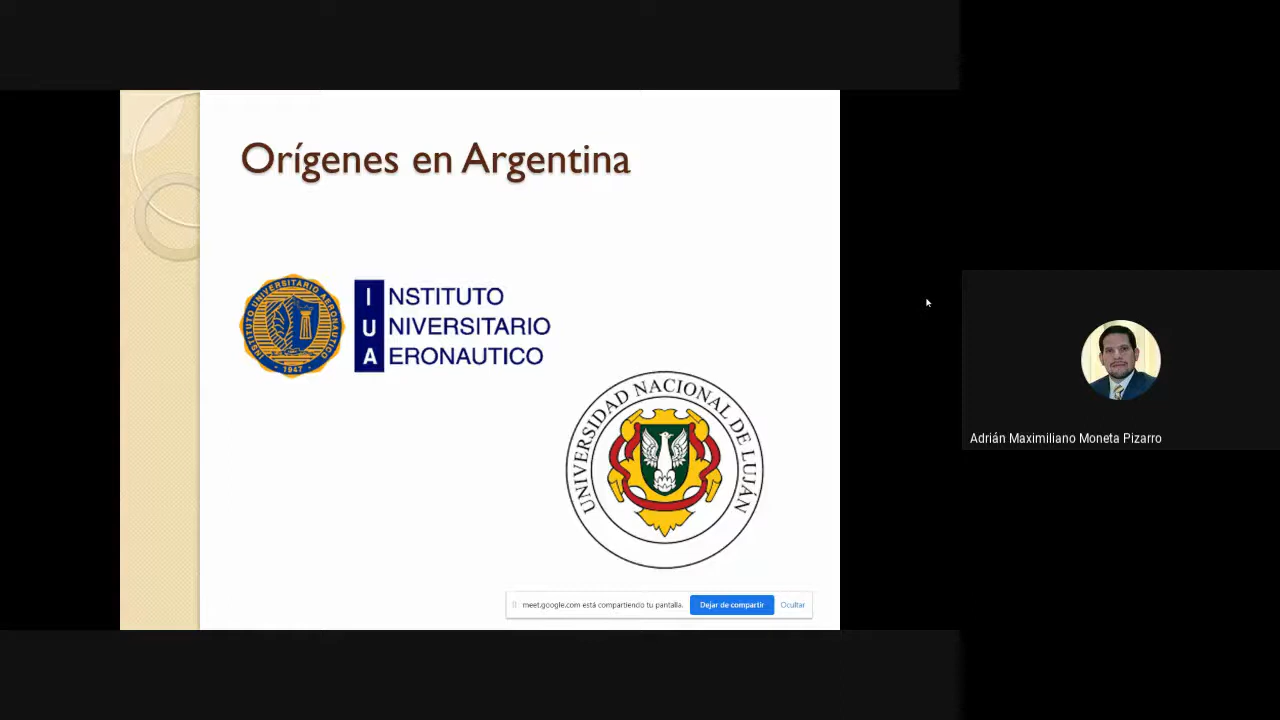 Orígenes en Argentina
INSTITUTO UNIVERSITARIO AERONAUTICO
· 1947 ·
INSTITUTO
UNIVERSITARIO
AERONAUTICO
UNIVERSIDAD NACIONAL DE LUJÁN
Adrián Maximiliano Moneta Pizarro
meet.google.com está compartiendo tu pantalla. Dejar de compartir Ocultar